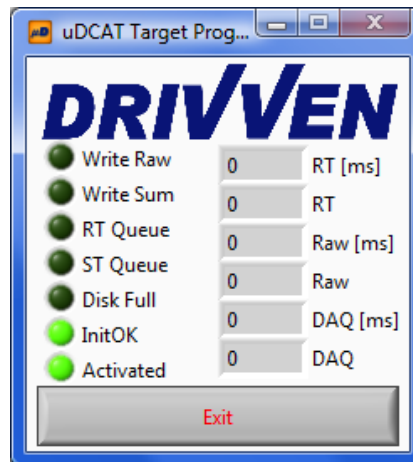 μD uDCAT Target Prog...
DRIVVEN
Write Raw 0 RT [ms]
Write Sum 0 RT
RT Queue 0 Raw [ms]
ST Queue 0 Raw
Disk Full 0 DAQ [ms]
InitOK 0 DAQ
Activated
Exit